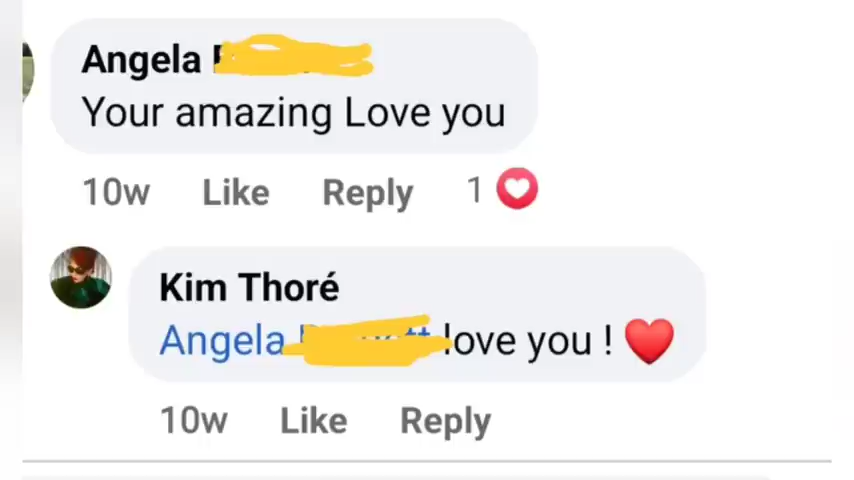 Angela
Your amazing Love you
10w Like Reply 1
Kim Thoré
Angela love you !
10w Like Reply